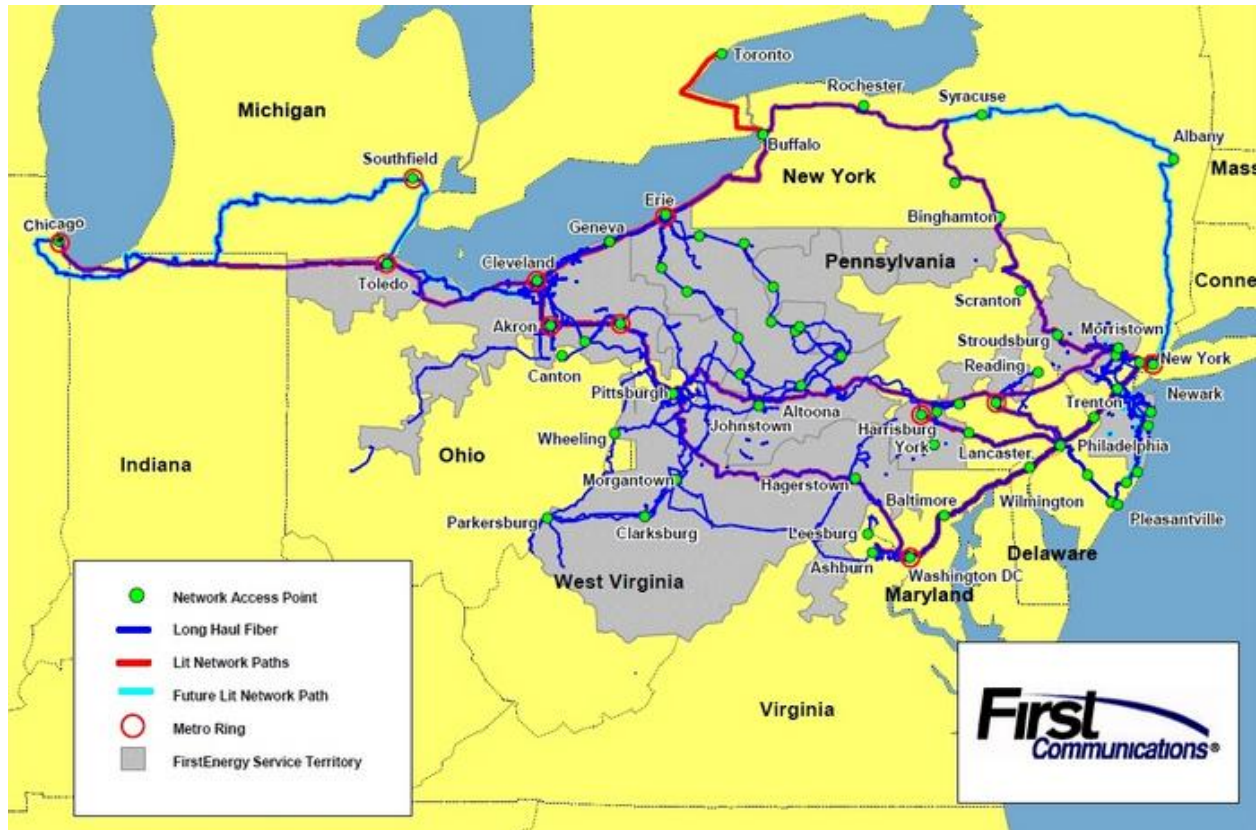 Toronto
Rochester
Syracuse
Michigan
Buffalo
Albany
Southfield
New York
Mass
Erie
Chicago
Geneva
Binghamton
Cleveland
Pennsylvania
Toledo
Conne
Scranton
Akron
Morristown
Stroudsburg
New York
Reading
Canton
Pittsburgh
Newark
Trenton
Altoona
Johnstown
Harrisburg
Wheeling
York
Philadelphia
Lancaster
Ohio
Indiana
Morgantown
Hagerstown
Baltimore
Wilmington
Parkersburg
Clarksburg
Leesburg
Pleasantville
Delaware
Ashburn
West Virginia
Washington DC
Maryland
Network Access Point
Long Haul Fiber
Lit Network Paths
Future Lit Network Path
Metro Ring
FirstEnergy Service Territory
Virginia
First
Communications®